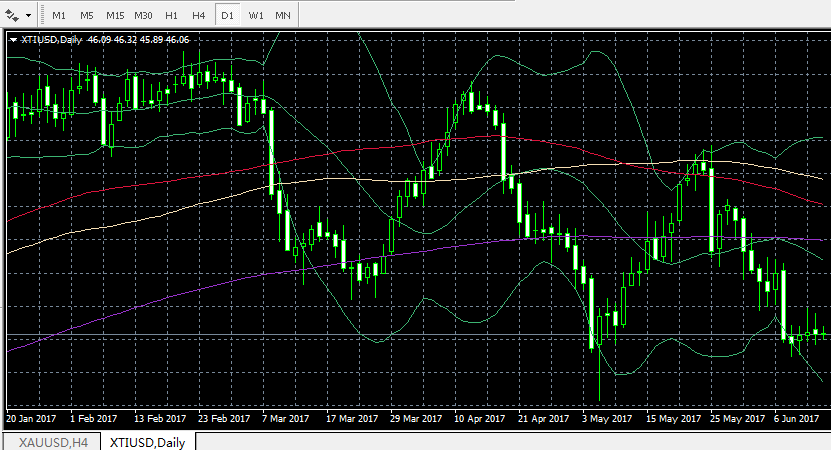 M1 M5 M15 M30 H1 H4 D1 W1 MN
XTIUSD,Daily 46.09 46.32 45.89 46.06
20 Jan 2017 1 Feb 2017 13 Feb 2017 23 Feb 2017 7 Mar 2017 17 Mar 2017 29 Mar 2017 10 Apr 2017 21 Apr 2017 3 May 2017 15 May 2017 25 May 2017 6 Jun 2017
XAUUSD,H4 XTIUSD,Daily